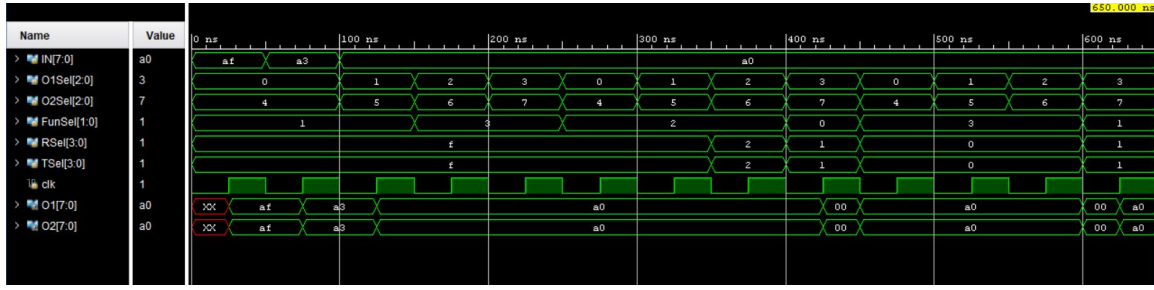 650.000 ns
Name Value 0 ns 100 ns 200 ns 300 ns 400 ns 500 ns 600 ns
IN[7:0] a0 af a3 a0
O1Sel[2:0] 3 0 1 2 3 0 1 2 3 0 1 2 3
O2Sel[2:0] 7 4 5 6 7 4 5 6 7 4 5 6 7
FunSel[1:0] 1 1 3 2 0 3 1
RSel[3:0] 1 f 2 1 0 1
TSel[3:0] 1 f 2 1 0 1
clk 1
O1[7:0] a0 XX af a3 a0 00 a0 00 a0
O2[7:0] a0 XX af a3 a0 00 a0 00 a0